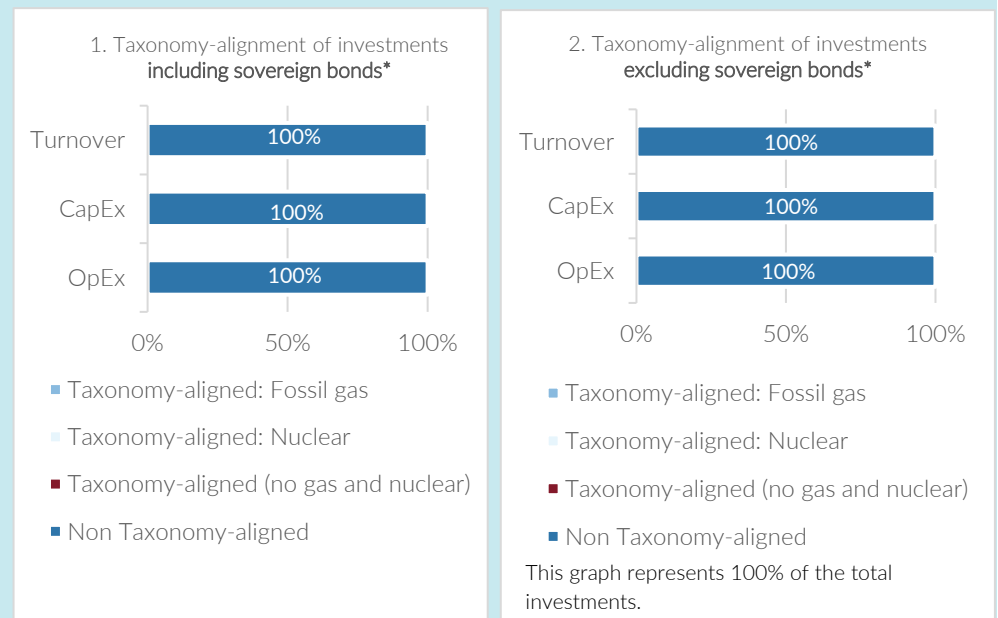 1. Taxonomy-alignment of investments
including sovereign bonds*
Turnover
100%
CapEx
100%
OpEx
100%
0% 50% 100%
Taxonomy-aligned: Fossil gas
Taxonomy-aligned: Nuclear
Taxonomy-aligned (no gas and nuclear)
Non Taxonomy-aligned
2. Taxonomy-alignment of investments
excluding sovereign bonds*
Turnover
100%
CapEx
100%
OpEx
100%
0% 50% 100%
Taxonomy-aligned: Fossil gas
Taxonomy-aligned: Nuclear
Taxonomy-aligned (no gas and nuclear)
Non Taxonomy-aligned
This graph represents 100% of the total
investments.